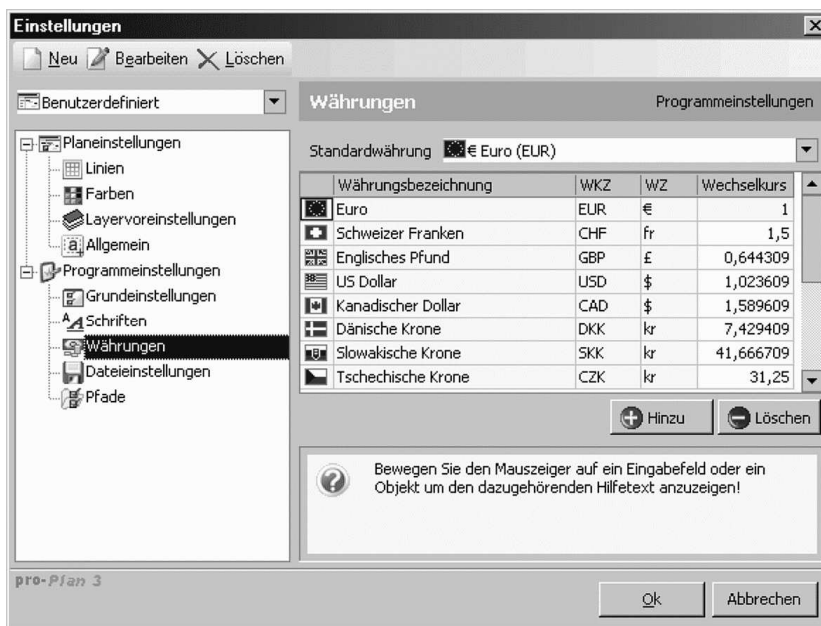 Einstellungen
Neu Bearbeiten Löschen
Benutzerdefiniert
Planeinstellungen
Linien
Farben
Layervoreinstellungen
Allgemein
Programmeinstellungen
Grundeinstellungen
Schriften
Währungen
Dateieinstellungen
Pfade
Währungen Programmeinstellungen
Standardwährung € Euro (EUR)
Währungsbezeichnung WKZ WZ Wechselkurs
Euro EUR € 1
Schweizer Franken CHF fr 1,5
Englisches Pfund GBP £ 0,644309
US Dollar USD $ 1,023609
Kanadischer Dollar CAD $ 1,589609
Dänische Krone DKK kr 7,429409
Slowakische Krone SKK kr 41,666709
Tschechische Krone CZK kr 31,25
Hinzu Löschen
Bewegen Sie den Mauszeiger auf ein Eingabefeld oder ein
Objekt um den dazugehörenden Hilfetext anzuzeigen!
pro-Plan 3
Ok Abbrechen